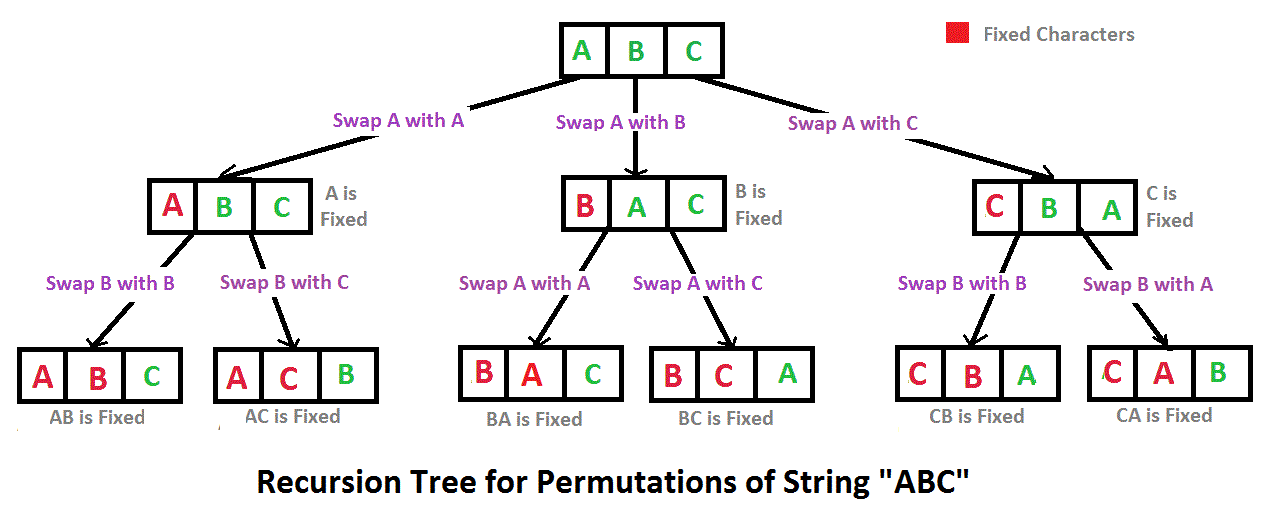 A B C
Fixed Characters
Swap A with A
Swap A with B
Swap A with C
A B C
A is
Fixed
B A C
B is
Fixed
C B A
C is
Fixed
Swap B with B
Swap B with C
Swap A with A
Swap A with C
Swap B with B
Swap B with A
A B C
A C B
B A C
B C A
C B A
C A B
AB is Fixed
AC is Fixed
BA is Fixed
BC is Fixed
CB is Fixed
CA is Fixed
Recursion Tree for Permutations of String "ABC"